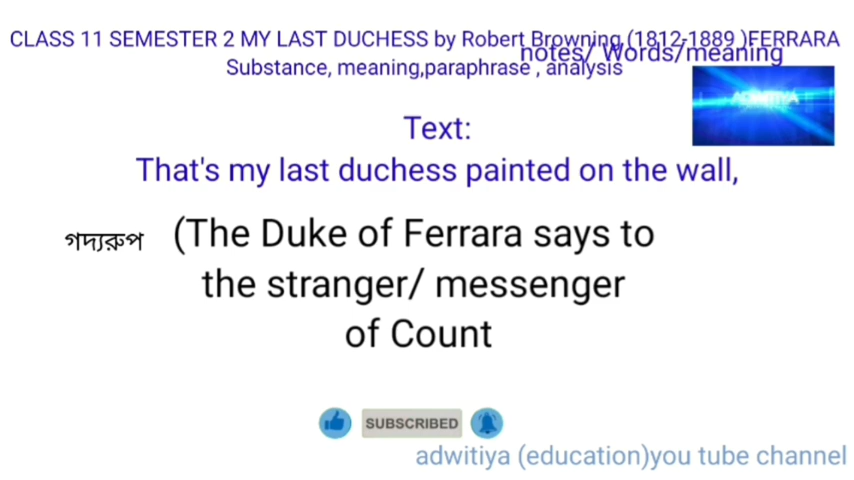 CLASS 11 SEMESTER 2 MY LAST DUCHESS by Robert Browning (1812-1889 )FERRARA
notes/ Words/meaning
Substance, meaning,paraphrase , analysis
ADWITIYA
Text:
That's my last duchess painted on the wall,
গদ্যরুপ (The Duke of Ferrara says to
the stranger/ messenger
of Count
SUBSCRIBED
adwitiya (education)you tube channel